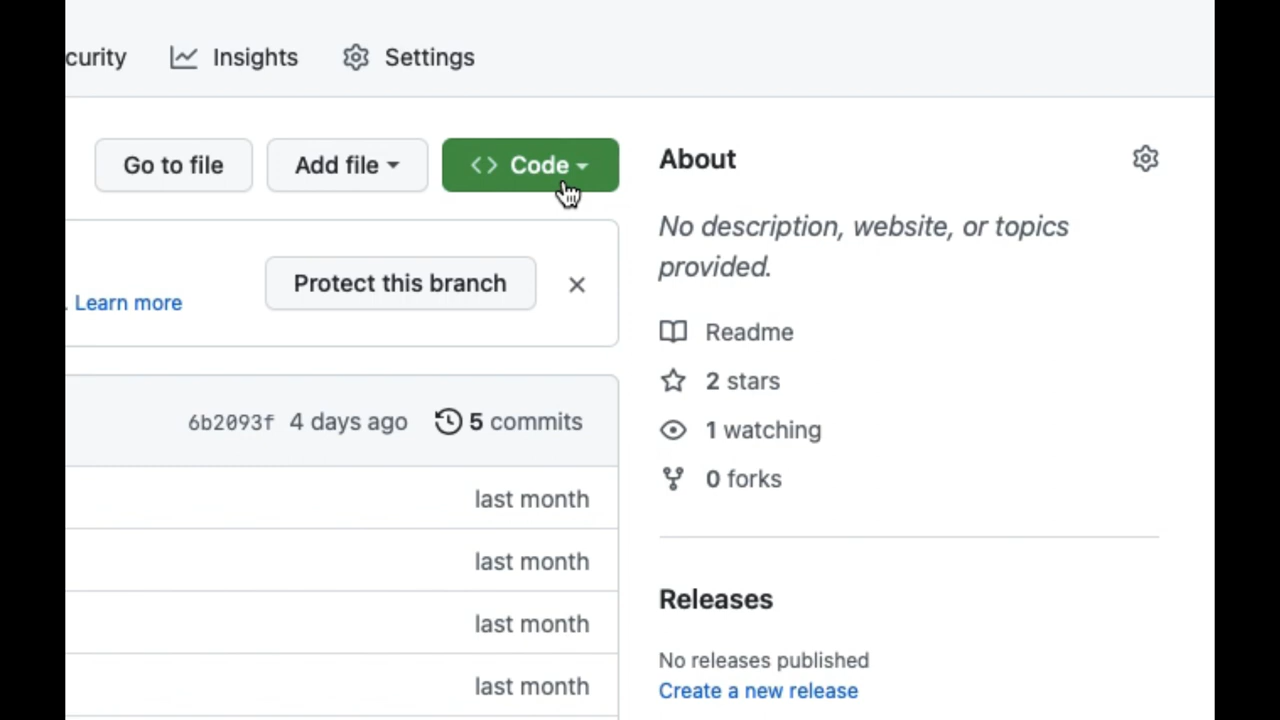 curity Insights Settings
Go to file Add file Code
About
No description, website, or topics
provided.
Protect this branch
. Learn more
Readme
2 stars
1 watching
0 forks
6b2093f 4 days ago 5 commits
last month
last month
last month
last month
Releases
No releases published
Create a new release